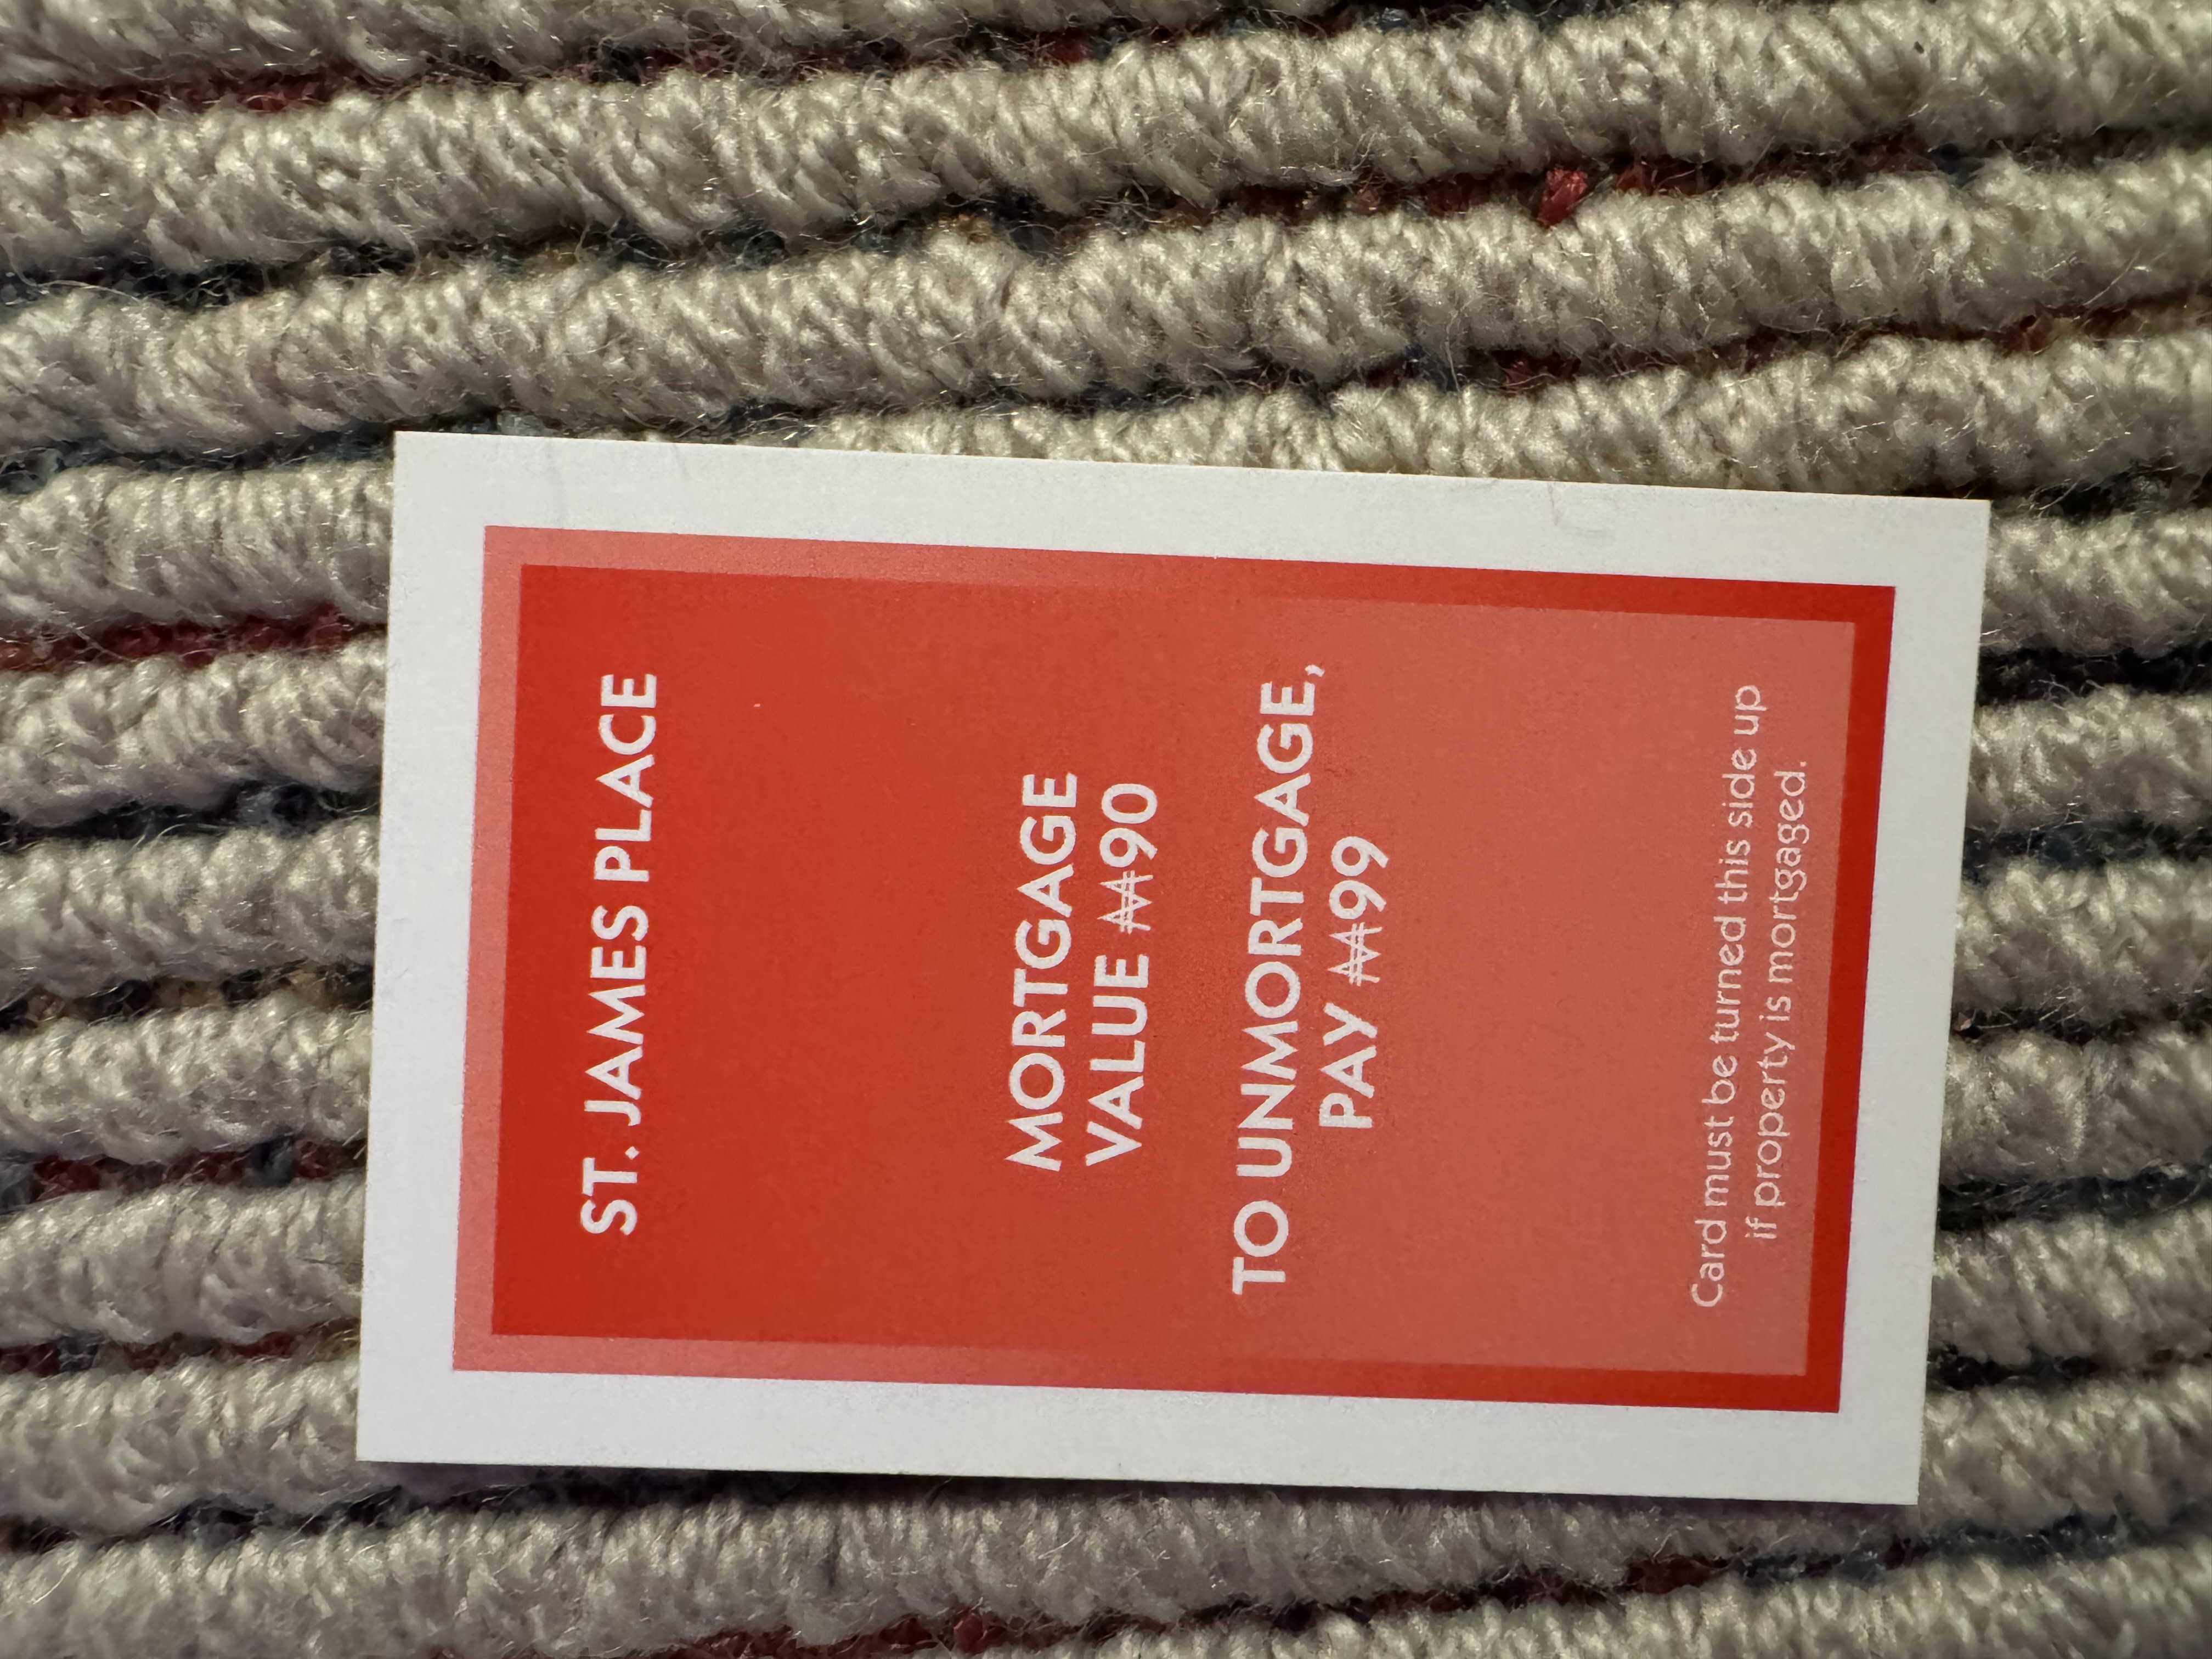 ST. JAMES PLACE
MORTGAGE
VALUE ₩90
TO UNMORTGAGE,
PAY ₩99
Card must be turned this side up
if property is mortgaged.